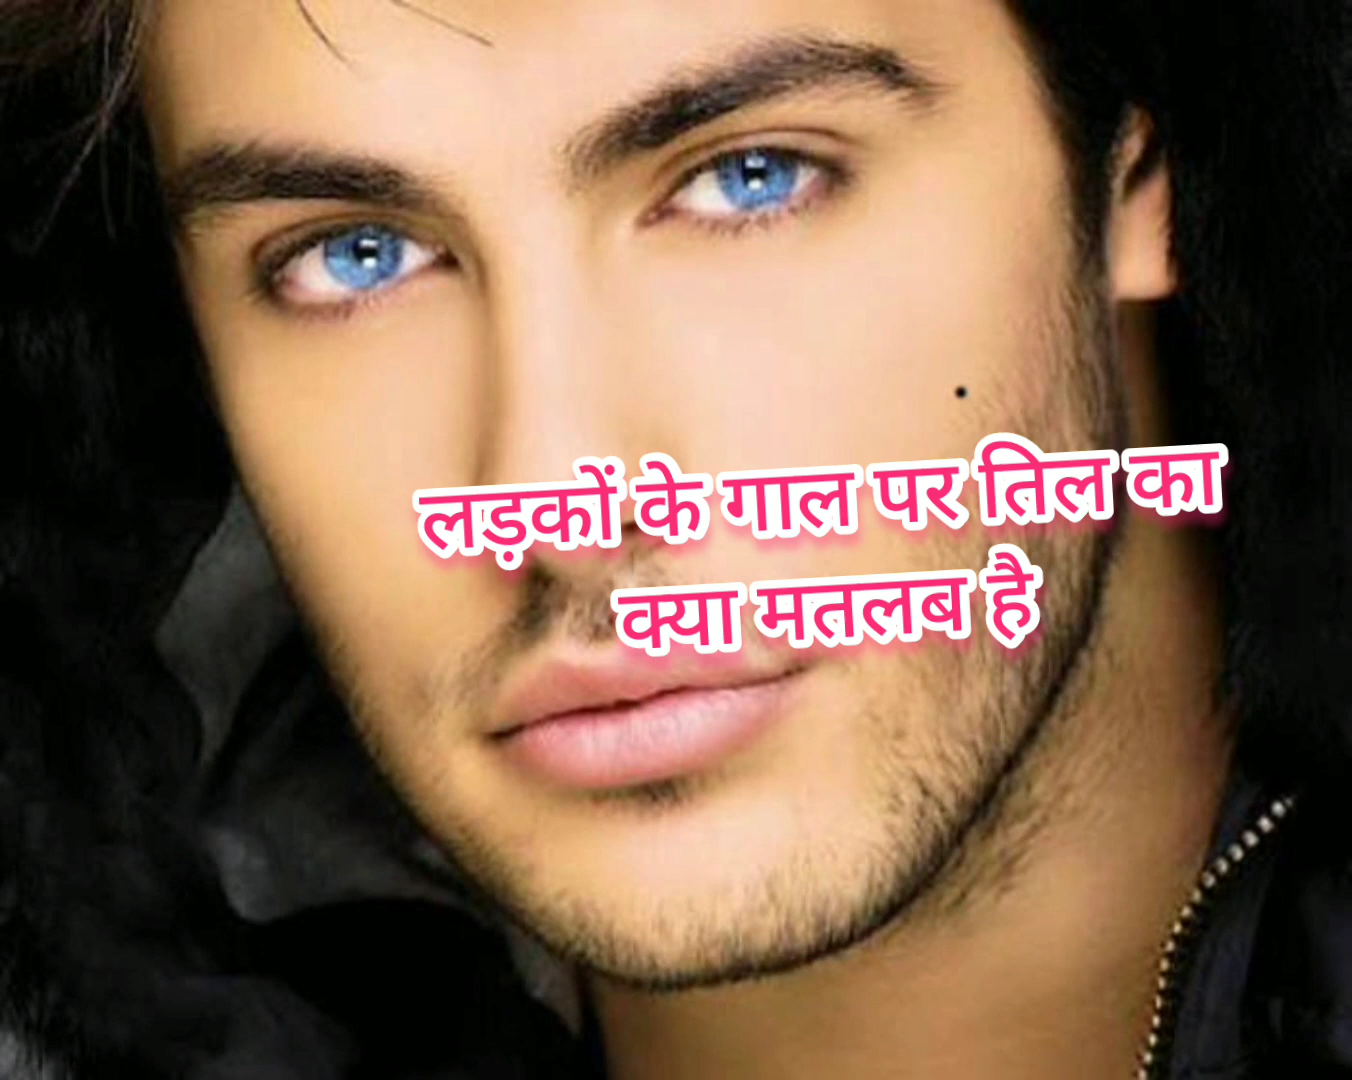 लड़कों के गाल पर तिल का
क्या मतलब है